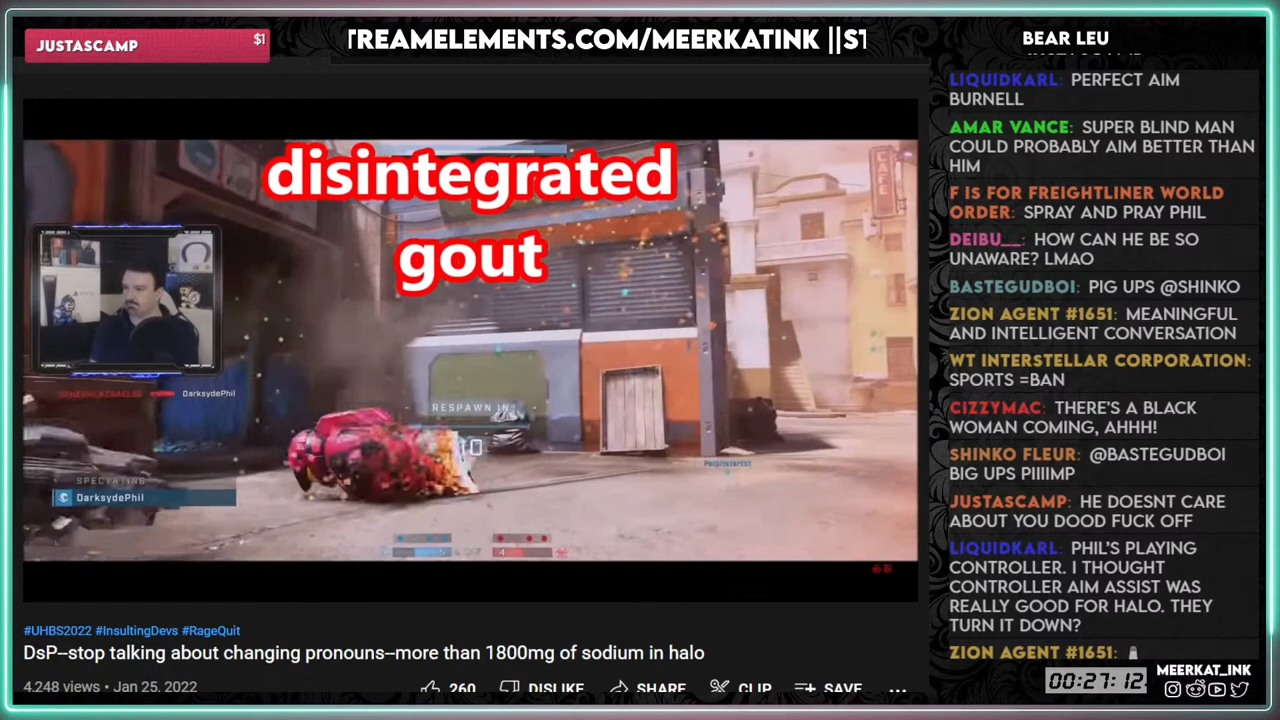 JUSTASCAMP
$1
TREAMELEMENTS.COM/MEERKATINK ||ST
BEAR LEU
disintegrated
gout
CAFE
DarksydePhil
RESPAWN IN
10
SPECTATING
DarksydePhil
4
#UHBS2022 #InsultingDevs #RageQuit
DsP--stop talking about changing pronouns--more than 1800mg of sodium in halo
4,248 views • Jan 25, 2022
260
DISLIKE
SHARE
CLIP
SAVE
LIQUIDKARL: PERFECT AIM
BURNELL
AMAR VANCE: SUPER BLIND MAN
COULD PROBABLY AIM BETTER THAN
HIM
F IS FOR FREIGHTLINER WORLD
ORDER: SPRAY AND PRAY PHIL
DEIBU__: HOW CAN HE BE SO
UNAWARE? LMAO
BASTEGUDBOI: PIG UPS @SHINKO
ZION AGENT #1651: MEANINGFUL
AND INTELLIGENT CONVERSATION
WT INTERSTELLAR CORPORATION:
SPORTS =BAN
CIZZYMAC: THERE'S A BLACK
WOMAN COMING, AHHH!
SHINKO FLEUR: @BASTEGUDBOI
BIG UPS PIIIIMP
JUSTASCAMP: HE DOESNT CARE
ABOUT YOU DOOD FUCK OFF
LIQUIDKARL: PHIL'S PLAYING
CONTROLLER. I THOUGHT
CONTROLLER AIM ASSIST WAS
REALLY GOOD FOR HALO. THEY
TURN IT DOWN?
ZION AGENT #1651:
00:27:12
MEERKAT_INK